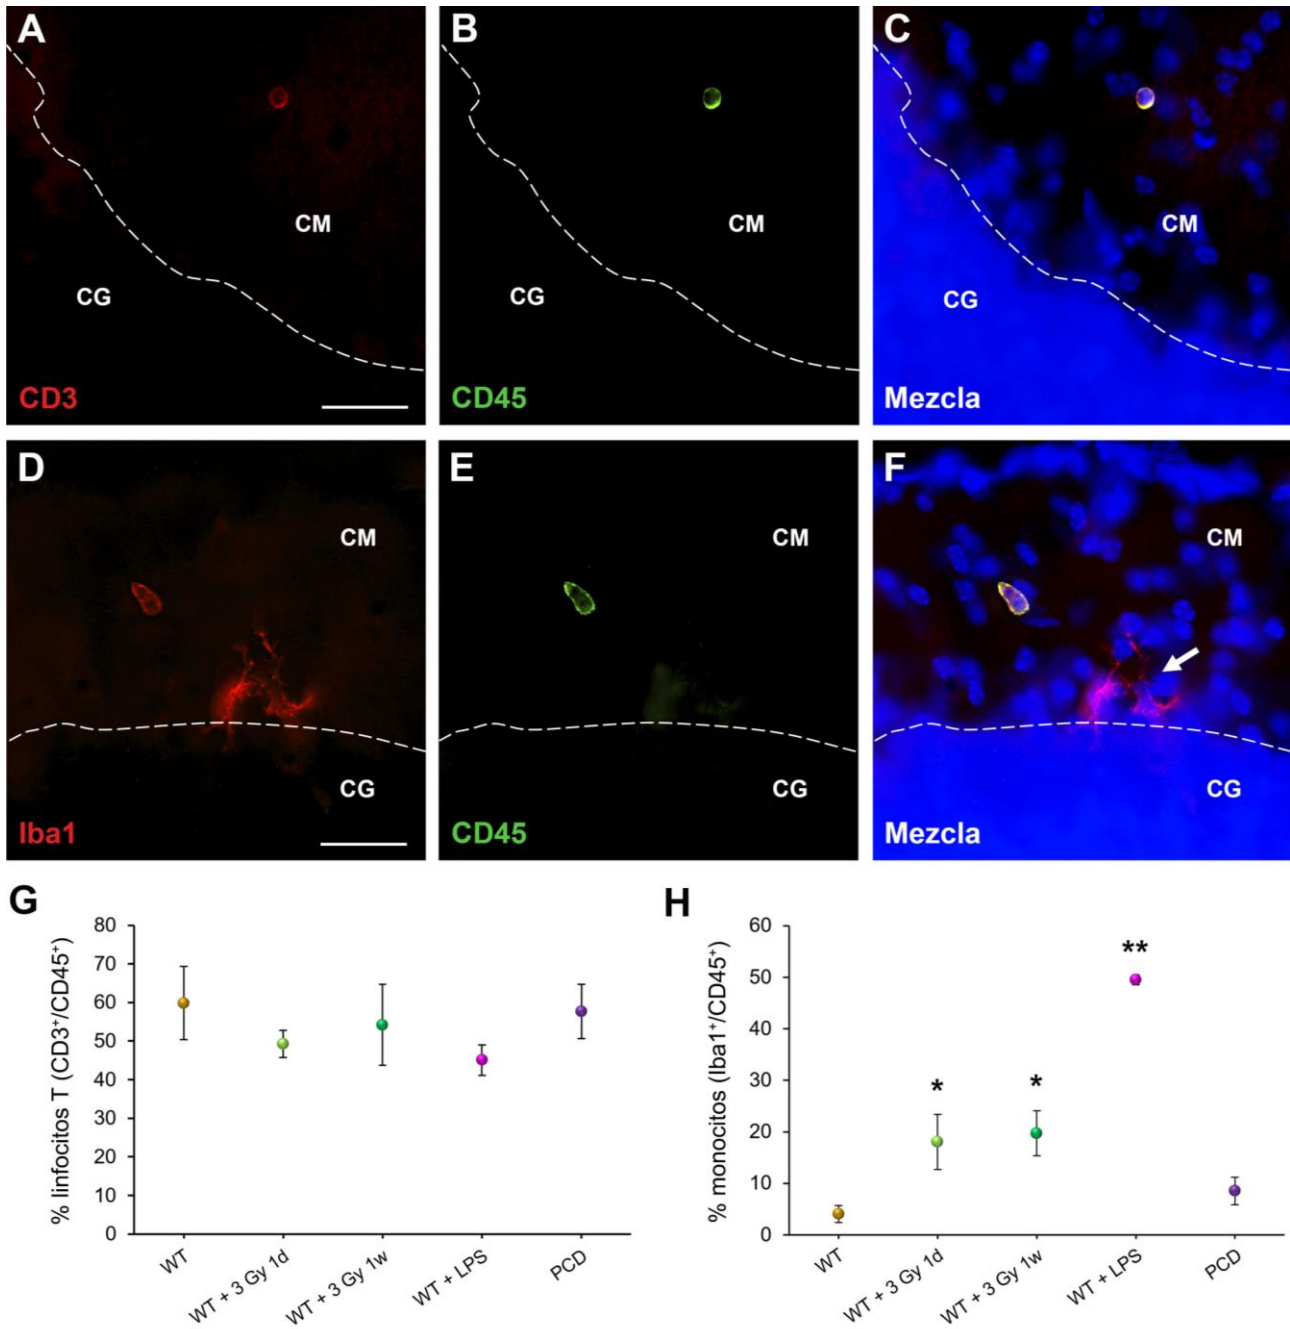 A
CM
CG
CD3
B
CM
CG
CD45
C
CM
CG
Mezcla
D
CM
CG
Iba1
E
CM
CG
CD45
F
CM
CG
Mezcla
G
% linfocitos T (CD3⁺/CD45⁺)
80
70
60
50
40
30
20
10
0
WT
WT + 3 Gy 1d
WT + 3 Gy 1w
WT + LPS
PCD
H
% monocitos (Iba1⁺/CD45⁺)
60
50
40
30
20
10
0
*
*
**
WT
WT + 3 Gy 1d
WT + 3 Gy 1w
WT + LPS
PCD